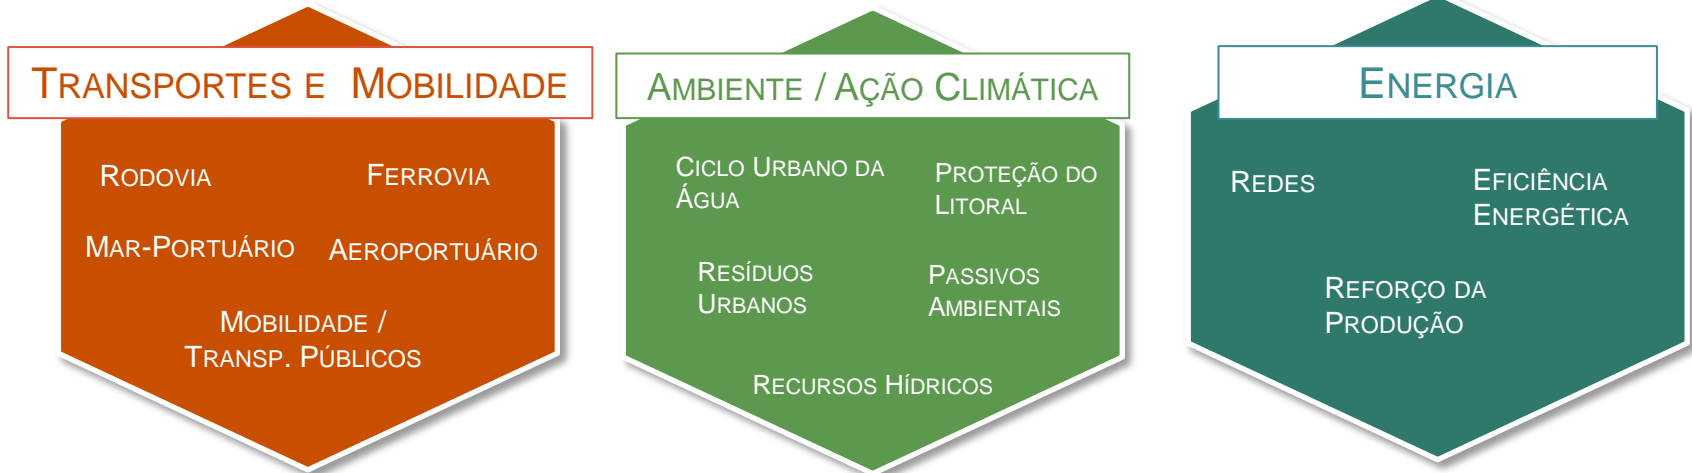 TRANSPORTES E MOBILIDADE
RODOVIA
FERROVIA
MAR-PORTUÁRIO
AEROPORTUÁRIO
MOBILIDADE /
TRANSP. PÚBLICOS
AMBIENTE / AÇÃO CLIMÁTICA
CICLO URBANO DA
ÁGUA
PROTEÇÃO DO
LITORAL
RESÍDUOS
URBANOS
PASSIVOS
AMBIENTAIS
RECURSOS HÍDRICOS
ENERGIA
REDES
EFICIÊNCIA
ENERGÉTICA
REFORÇO DA
PRODUÇÃO